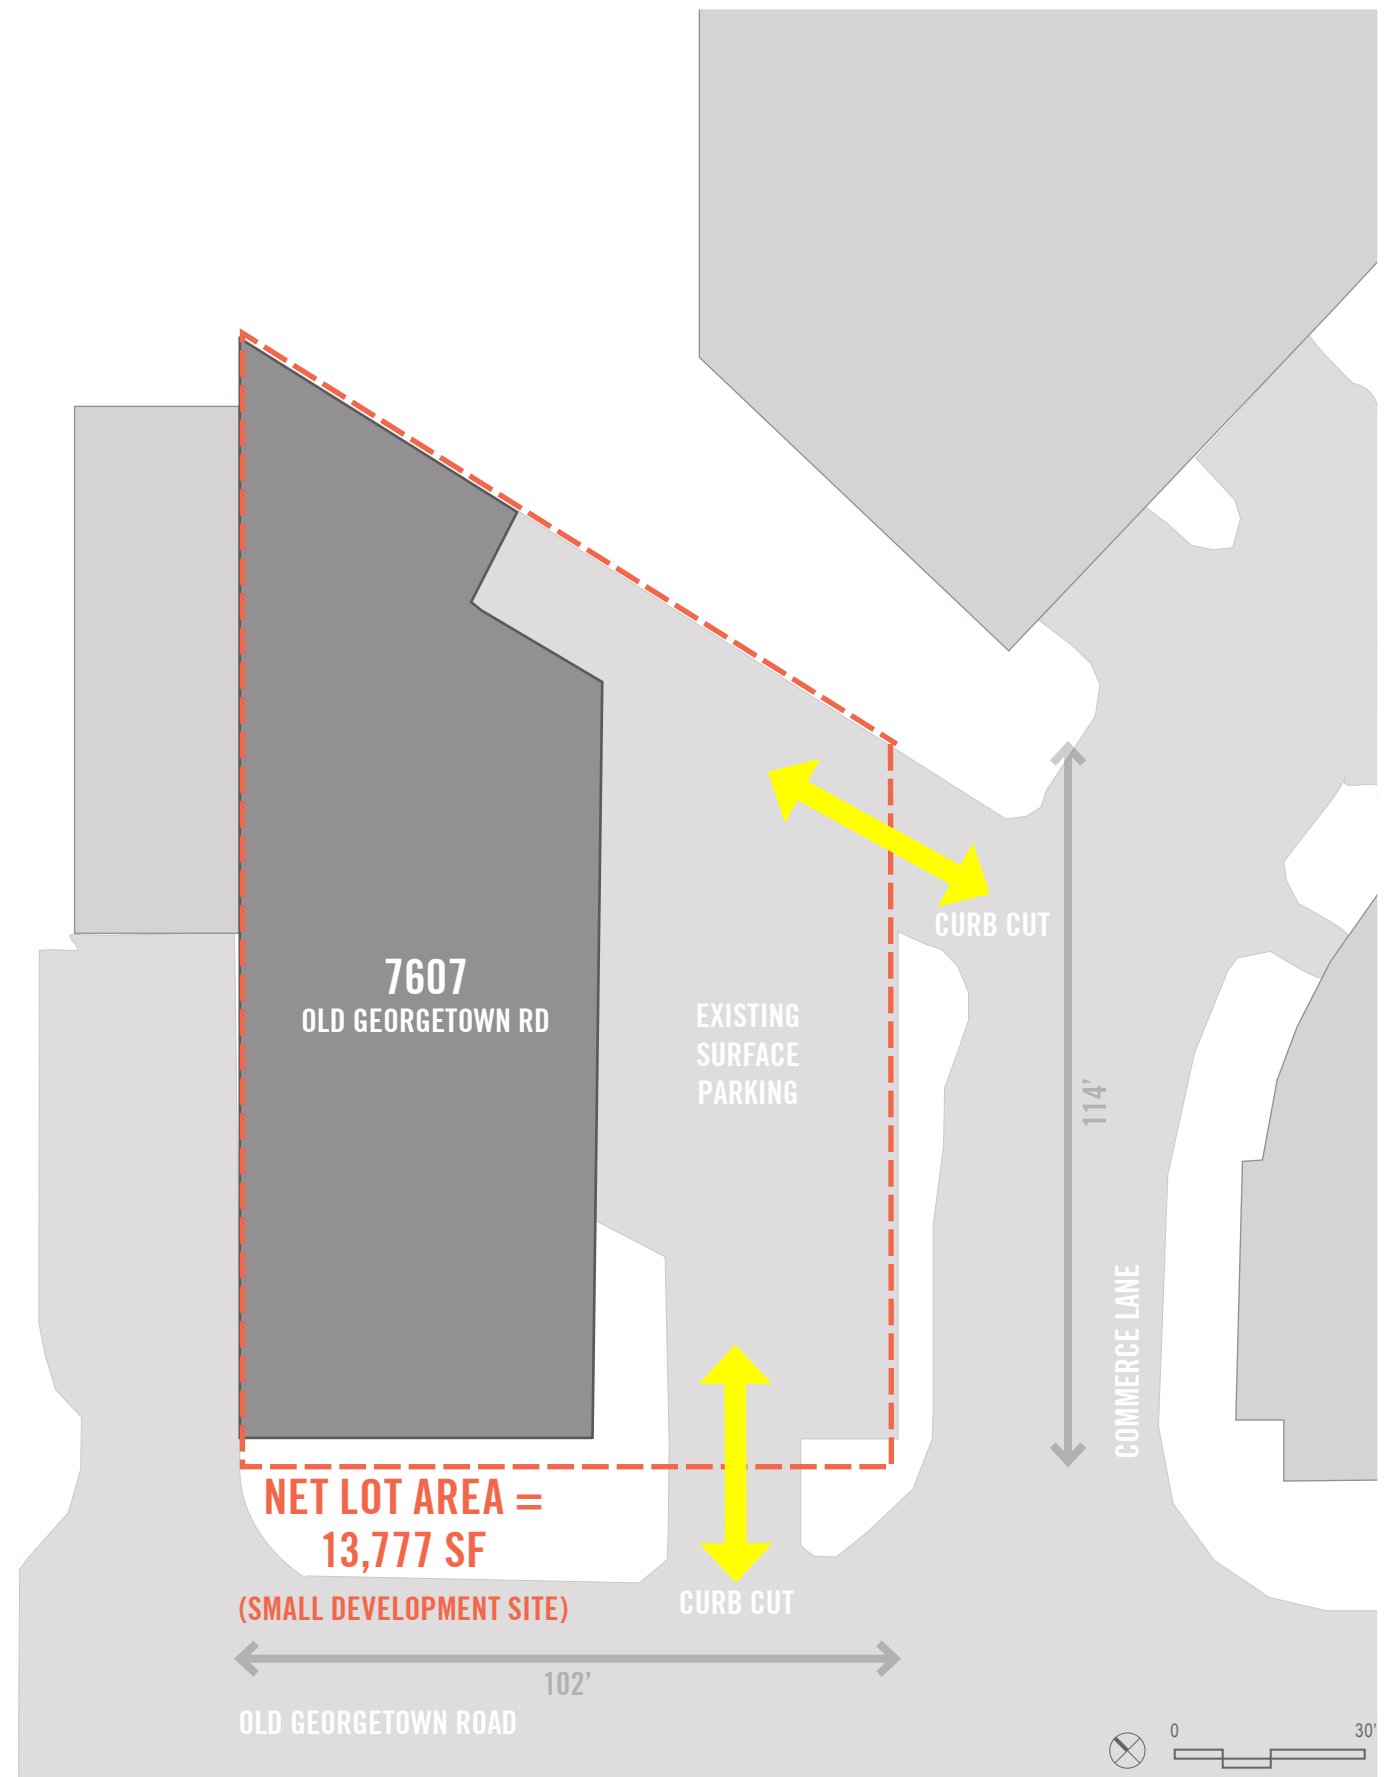 7607
OLD GEORGETOWN RD
EXISTING
SURFACE
PARKING
CURB CUT
114’
COMMERCE LANE
NET LOT AREA =
13,777 SF
(SMALL DEVELOPMENT SITE)
CURB CUT
102’
OLD GEORGETOWN ROAD
0
30'